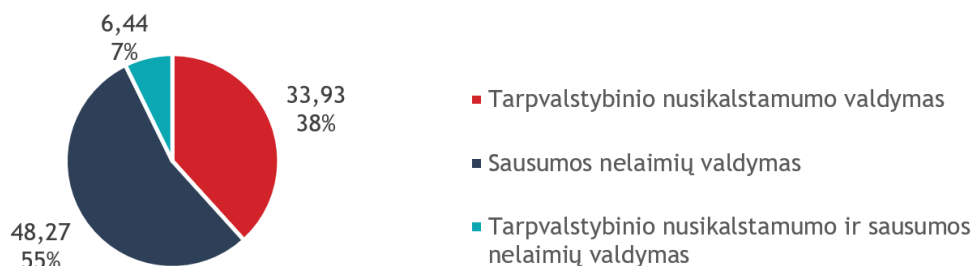 6,44
7%
33,93
38%
48,27
55%
Tarpvalstybinio nusikalstamumo valdymas
Sausumos nelaimių valdymas
Tarpvalstybinio nusikalstamumo ir sausumos
nelaimių valdymas